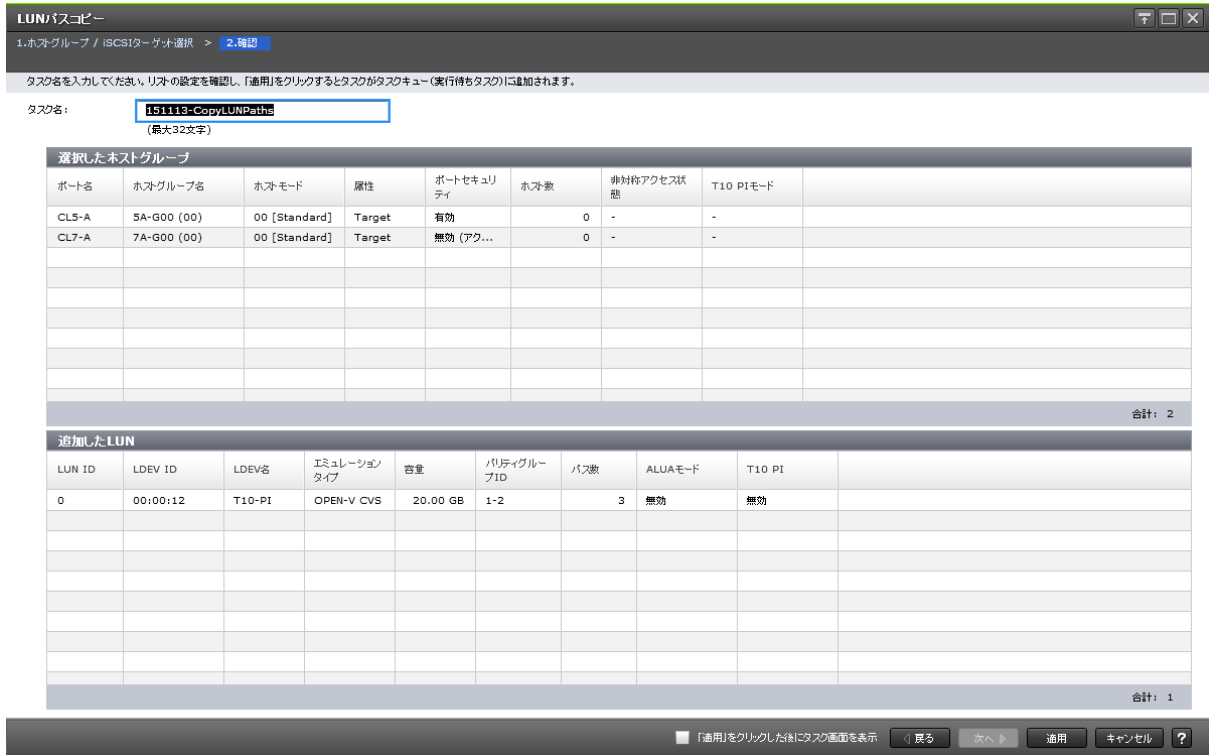 LUNパスコピー
1.ホストグループ / iSCSIターゲット選択 > 2.確認
タスク名を入力してください。リストの設定を確認し、「適用」をクリックするとタスクがタスクキュー(実行待ちタスク)に追加されます。
タスク名: 151113-CopyLUNPaths
(最大32文字)
選択したホストグループ
ポート名 ホストグループ名 ホストモード 属性 ポートセキュリティ ホスト数 非対称アクセス状態 T10 PIモード
CL5-A 5A-G00 (00) 00 [Standard] Target 有効 0 - -
CL7-A 7A-G00 (00) 00 [Standard] Target 無効 (アク... 0 - -
合計: 2
追加したLUN
LUN ID LDEV ID LDEV名 エミュレーションタイプ 容量 パリティグループID パス数 ALUAモード T10 PI
0 00:00:12 T10-PI OPEN-V CVS 20.00 GB 1-2 3 無効 無効
合計: 1
「適用」をクリックした後にタスク画面を表示 戻る 次へ 適用 キャンセル ?